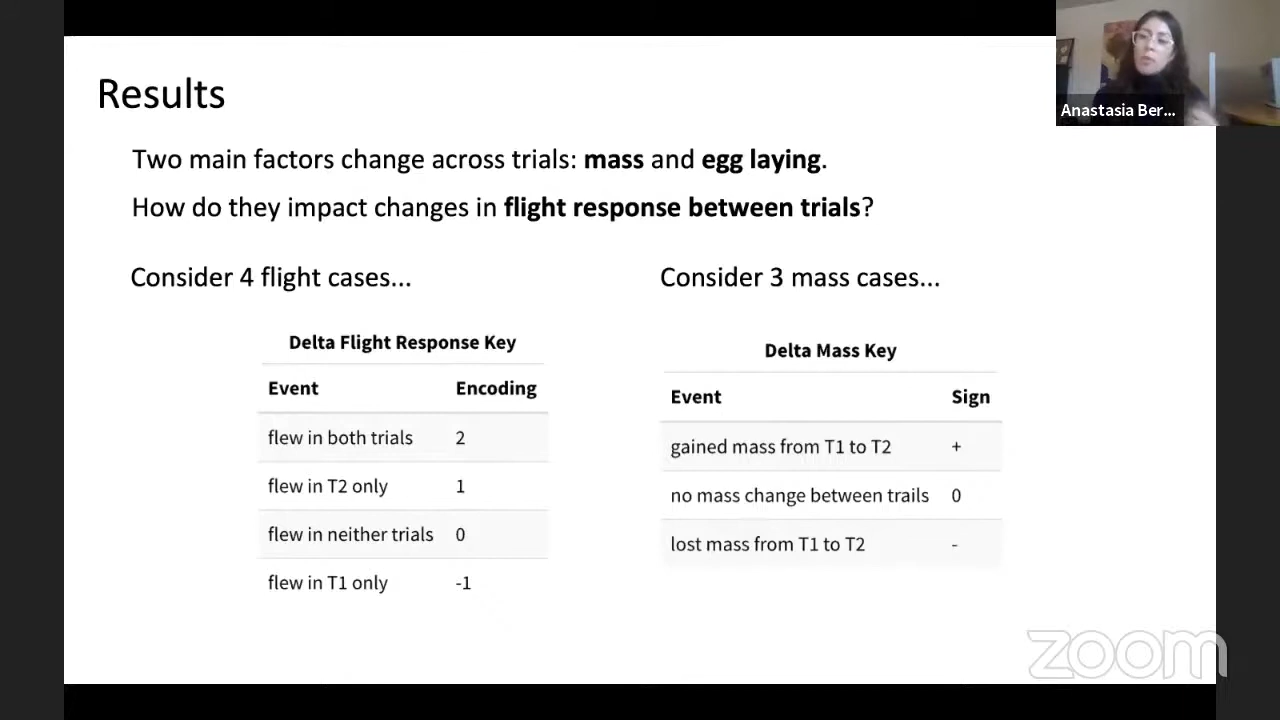 Results
Two main factors change across trials: mass and egg laying.
How do they impact changes in flight response between trials?
Consider 4 flight cases...
Delta Flight Response Key
Event Encoding
flew in both trials 2
flew in T2 only 1
flew in neither trials 0
flew in T1 only -1
Consider 3 mass cases...
Delta Mass Key
Event Sign
gained mass from T1 to T2 +
no mass change between trails 0
lost mass from T1 to T2 -
Anastasia Ber...
zoom